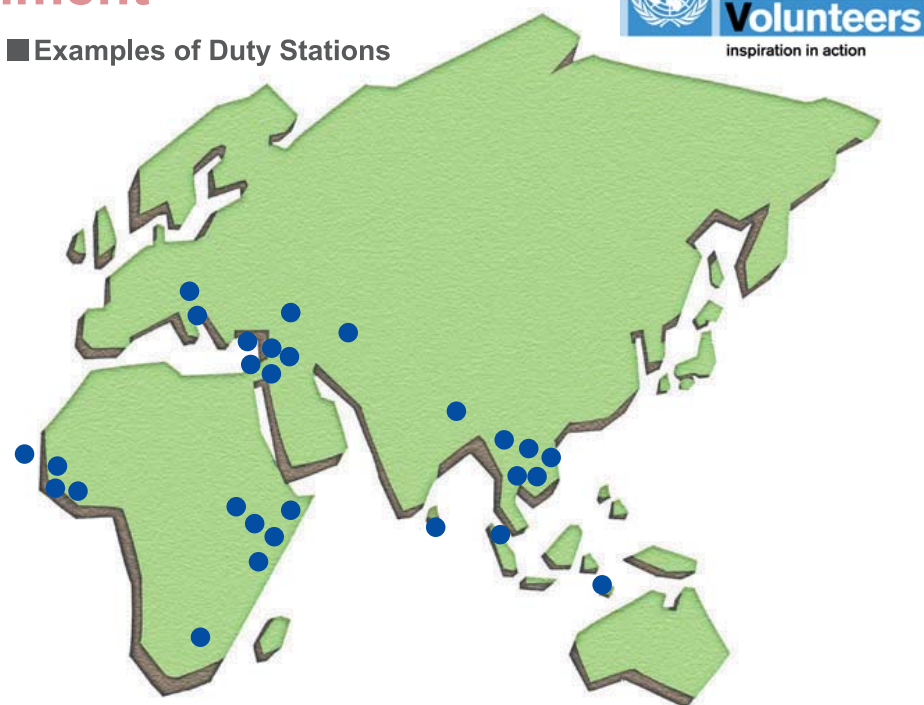 Volunteers
inspiration in action
Examples of Duty Stations